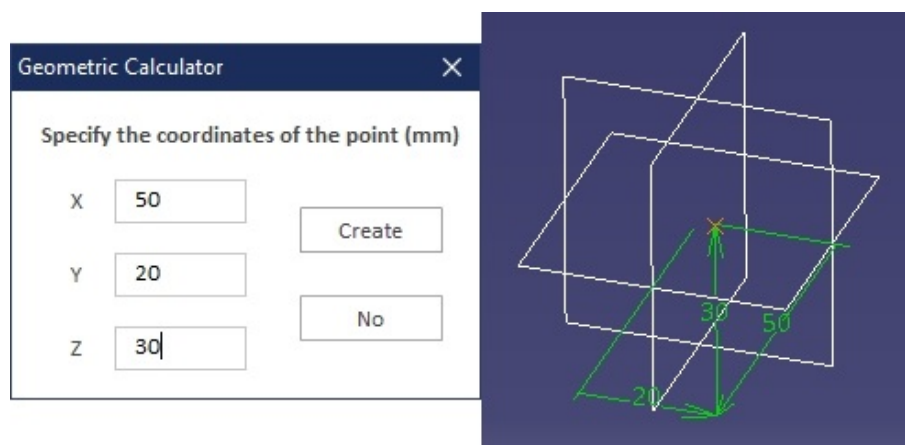 Geometric Calculator
Specify the coordinates of the point (mm)
X 50
Create
Y 20
No
Z 30
30
50
20